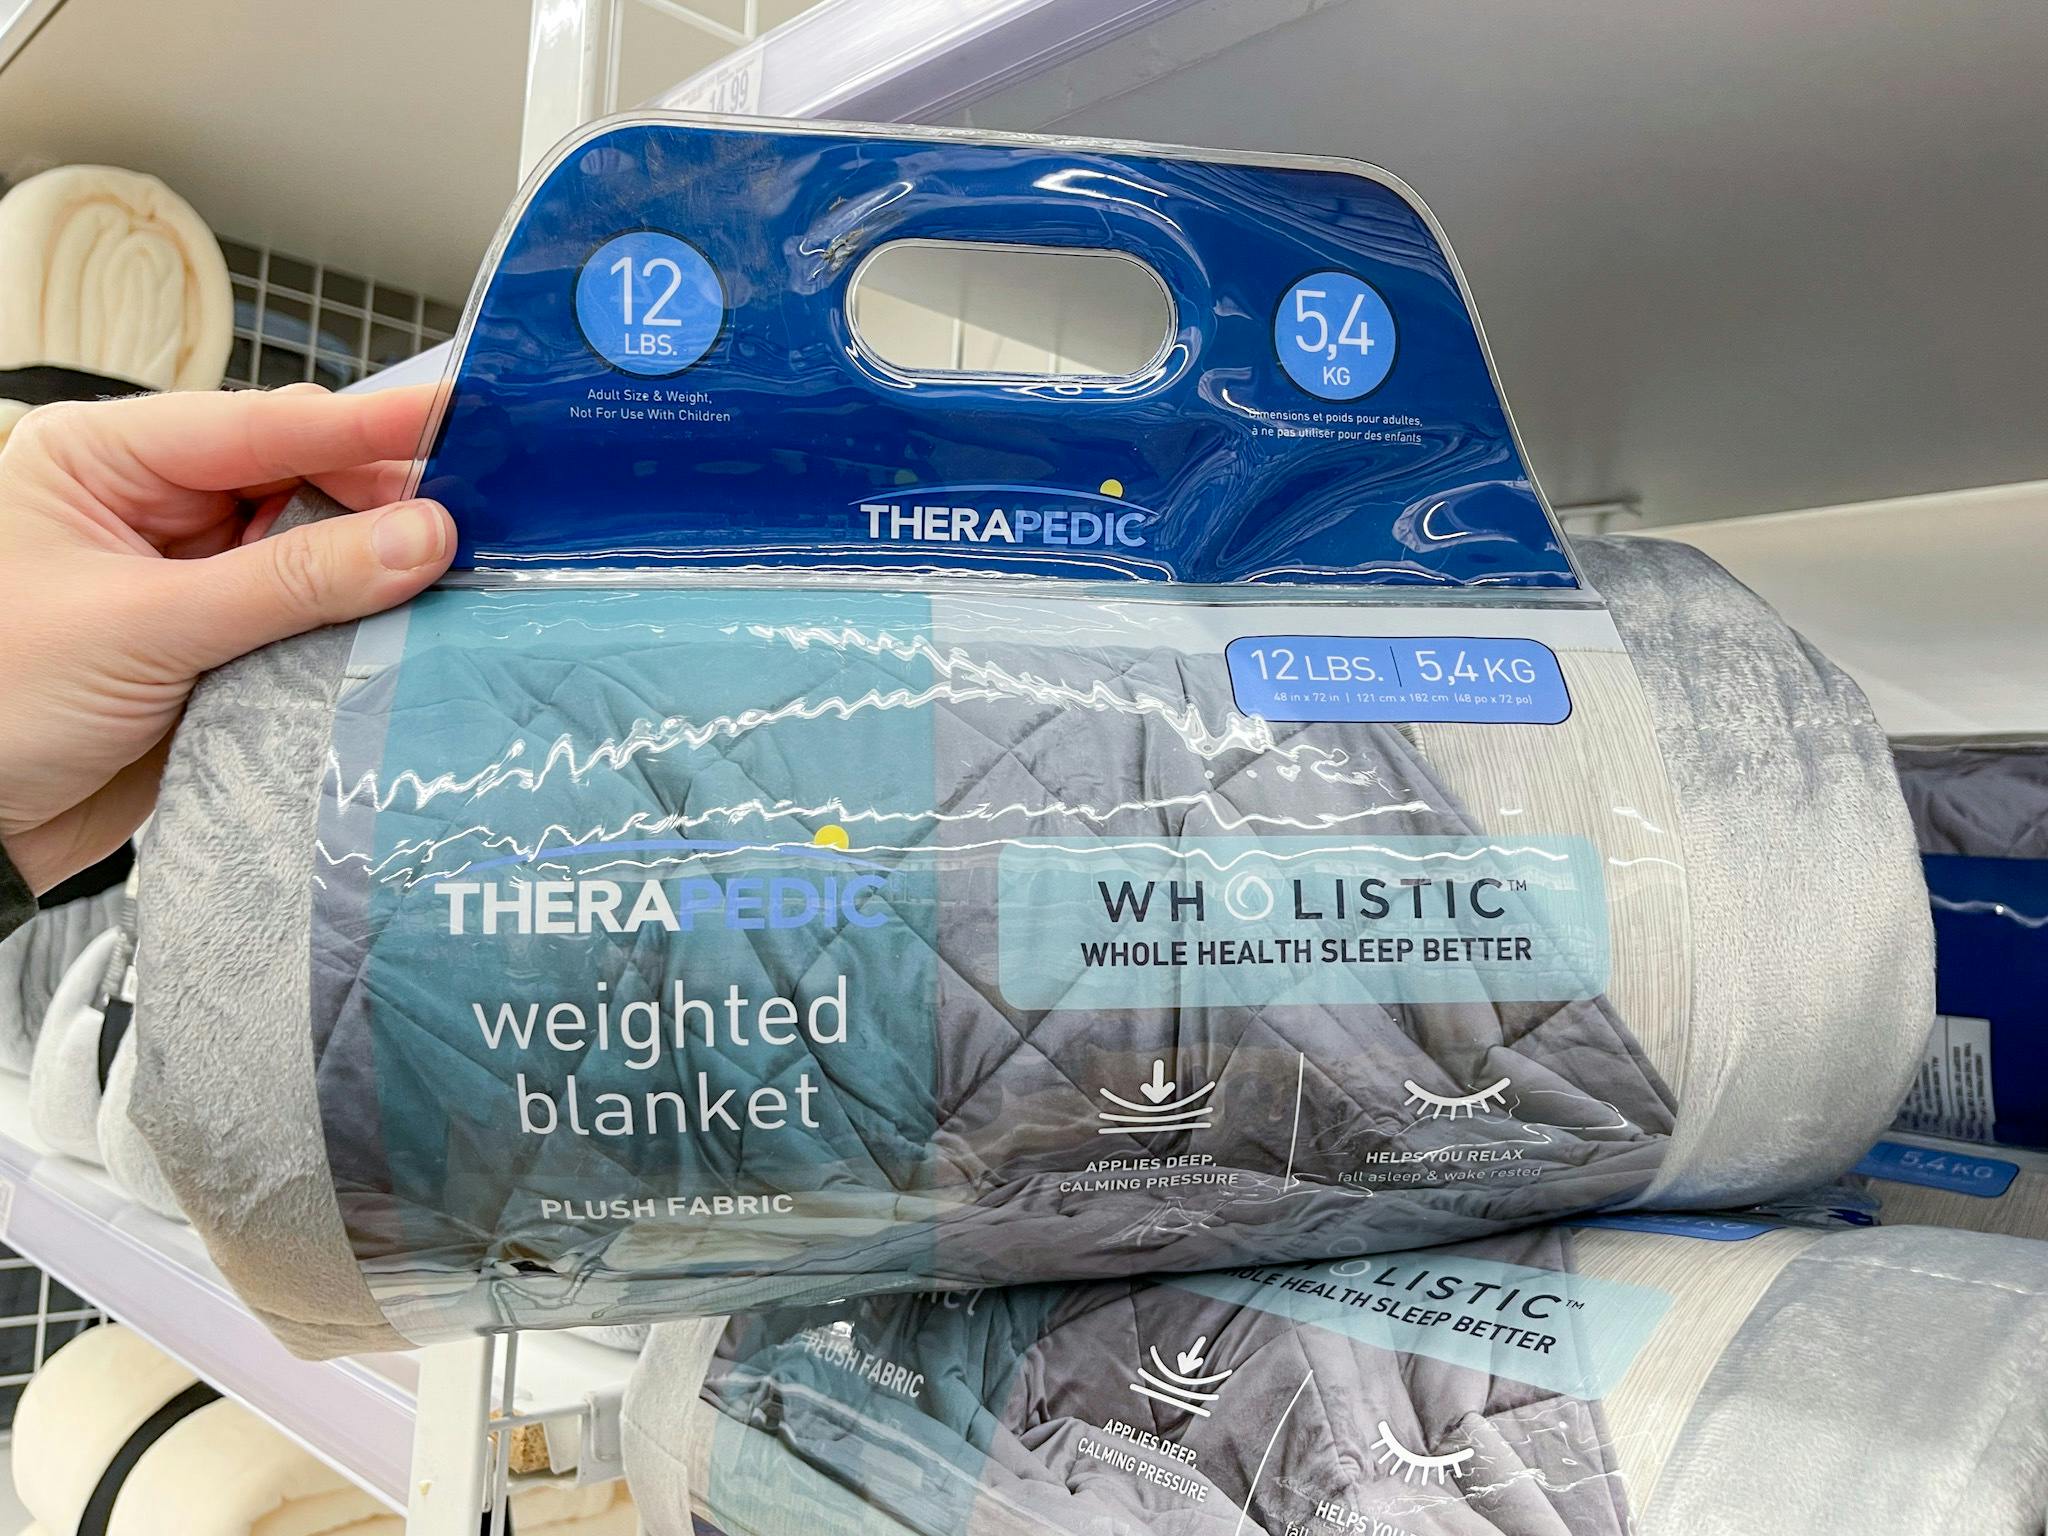 4.99
12
LBS.
Adult Size & Weight,
Not For Use With Children
5,4
KG
Dimensions et poids pour adultes,
à ne pas utiliser pour des enfants
THERAPEDIC
12 LBS. | 5,4 KG
48 in x 72 in | 121 cm x 182 cm (48 po x 72 po)
THERAPEDIC
weighted
blanket
PLUSH FABRIC
WHOLISTIC™
WHOLE HEALTH SLEEP BETTER
APPLIES DEEP,
CALMING PRESSURE
HELPS YOU RELAX
fall asleep & wake rested
5,4 KG
LISTIC™
HEALTH SLEEP BETTER
PLUSH FABRIC
APPLIES DEEP,
CALMING PRESSURE
HELPS YOU
fall